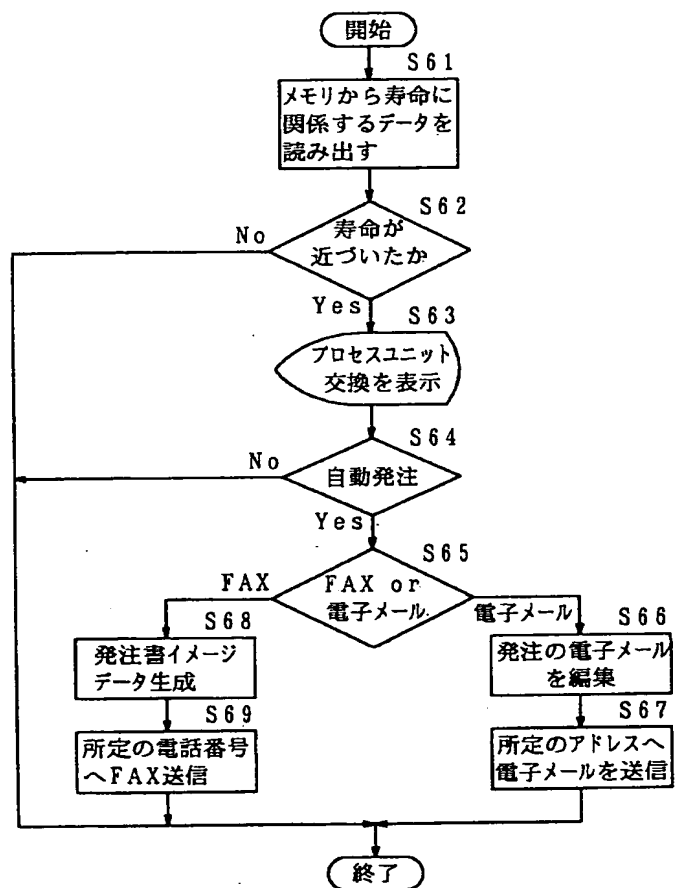 開始
S61
メモリから寿命に
関係するデータを
読み出す
S62
寿命が
近づいたか
No
Yes
S63
プロセスユニット
交換を表示
S64
自動発注
No
Yes
S65
FAX or
電子メール
FAX
電子メール
S68
発注書イメージ
データ生成
S69
所定の電話番号
へFAX送信
S66
発注の電子メール
を編集
S67
所定のアドレスへ
電子メールを送信
終了